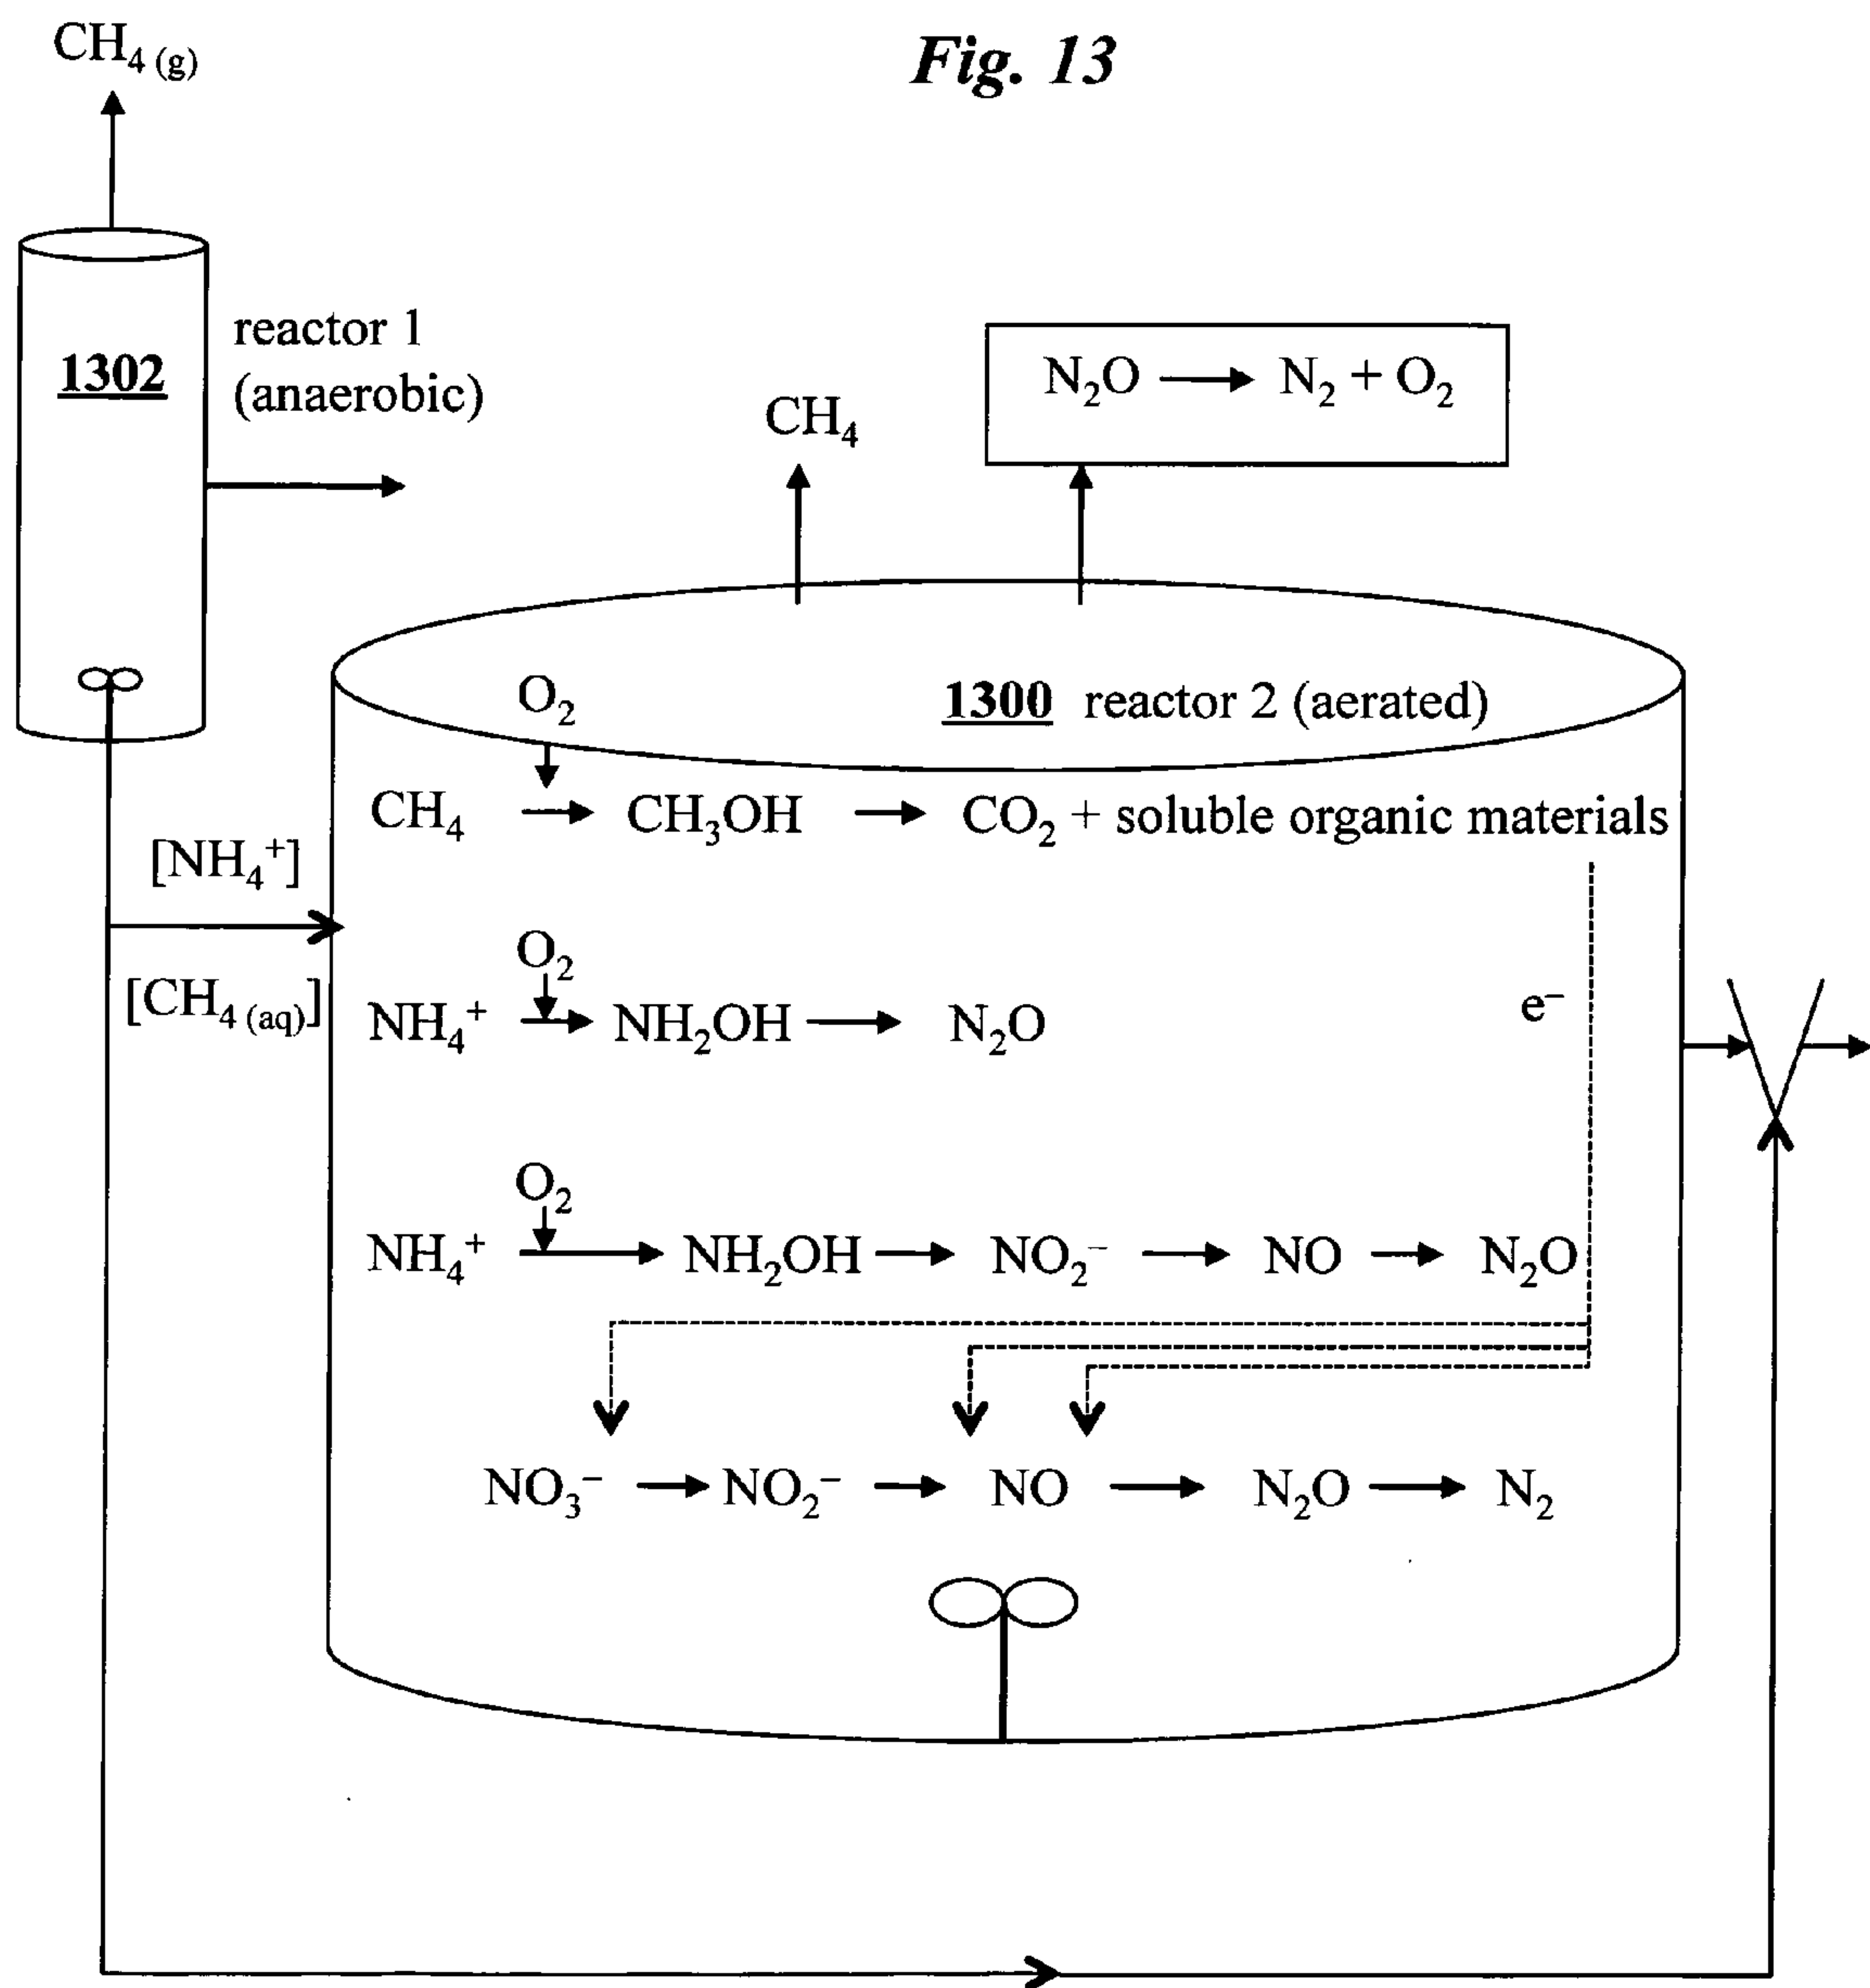 Fig. 13
CH₄ (g)
reactor 1
(anaerobic)
1302
N₂O → N₂ + O₂
CH₄
1300 reactor 2 (aerated)
O₂
CH₄ → CH₃OH → CO₂ + soluble organic materials
[NH₄⁺]
[CH₄ (aq)]
O₂
NH₄⁺ → NH₂OH → N₂O
e⁻
O₂
NH₄⁺ → NH₂OH → NO₂⁻ → NO → N₂O
NO₃⁻ → NO₂⁻ → NO → N₂O → N₂